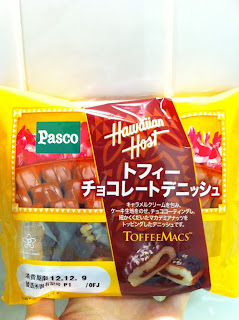 Pasco
Hawaiian
Host
トフィー
チョコレートデニッシュ
キャラメルクリームを包み、
ケーキ生地をのせ、チョココーティングし、
細かくくだいたマカデミアナッツを
トッピングしたデニッシュです。
TOFFEEMACS
消費期限 12.12. 9
P1 /OFJ